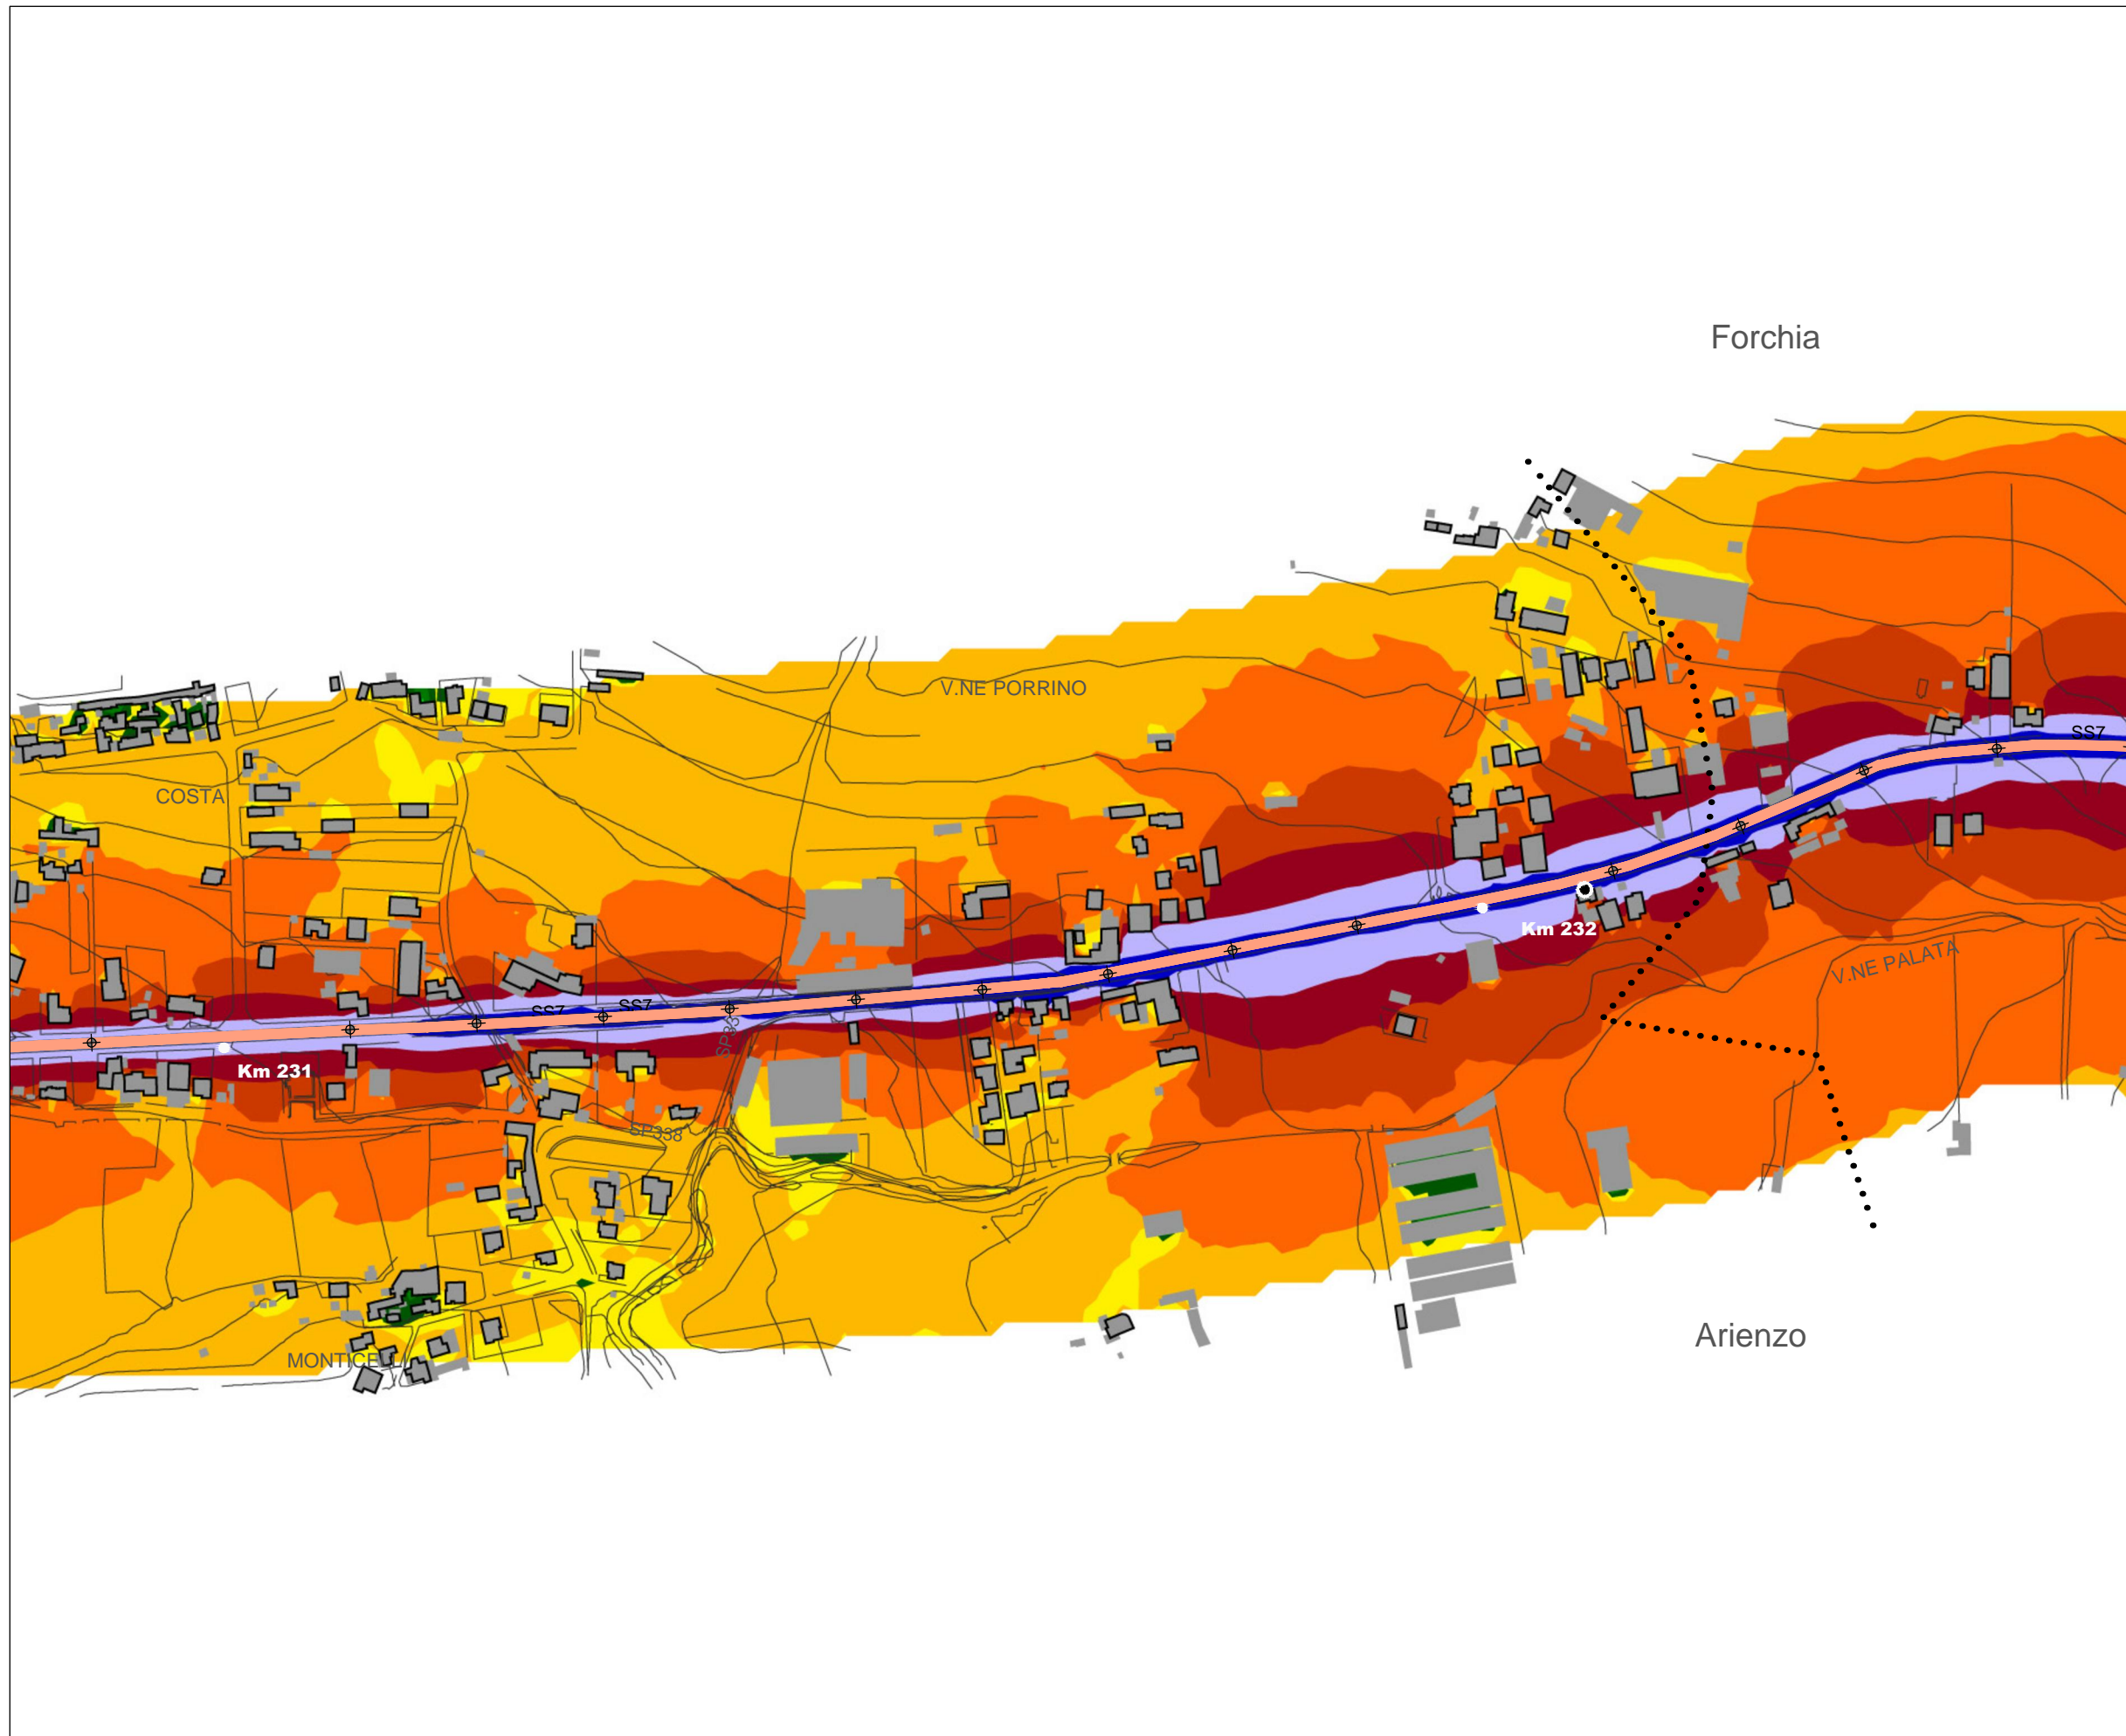 Forchia
V.NE PORRINO
SS7
COSTA
Km 232
V.NE PALATA
SS7
SS7
Km 231
SP338
Arienzo